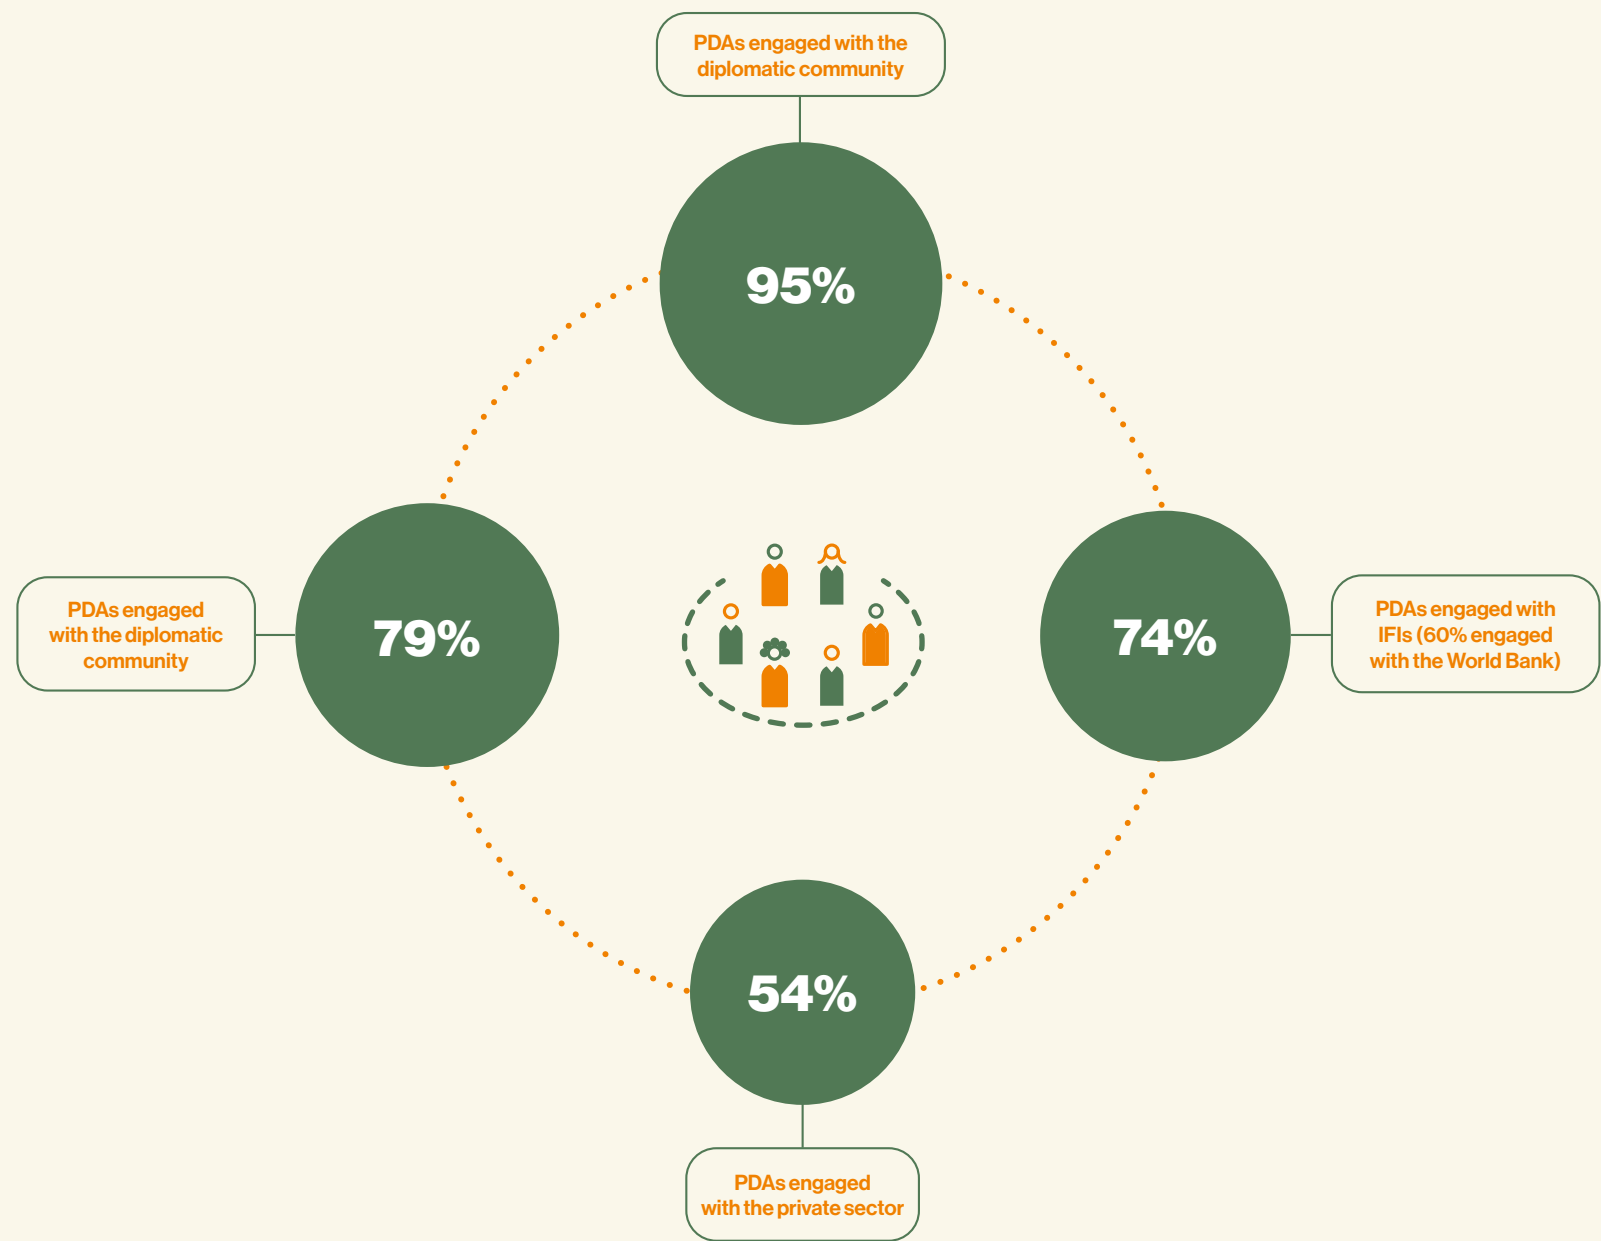 PDAs engaged with the
diplomatic community
95%
PDAs engaged
with the diplomatic
community
79%
74%
PDAs engaged with
IFIs (60% engaged
with the World Bank)
54%
PDAs engaged
with the private sector